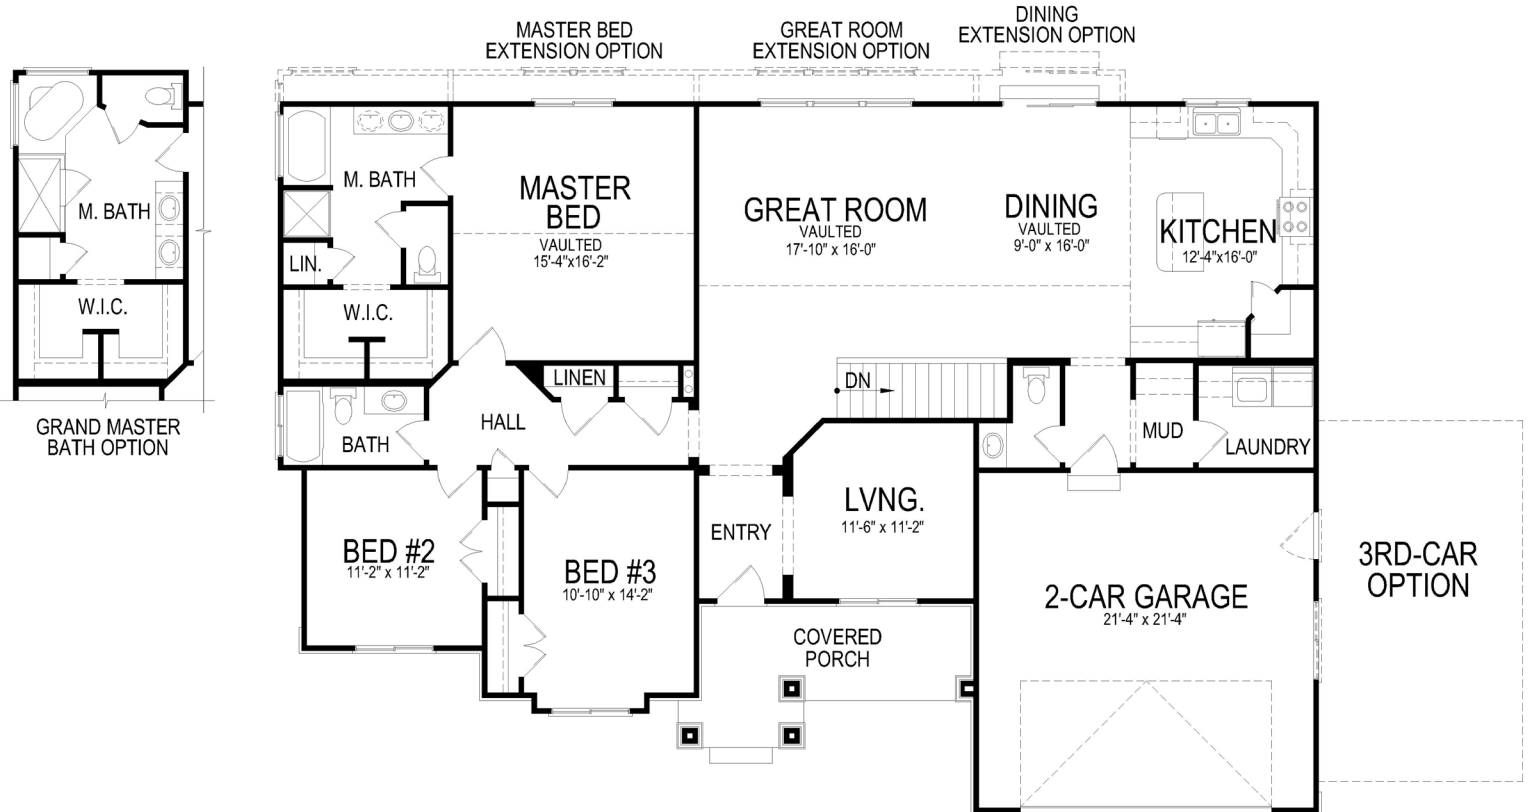 MASTER BED
EXTENSION OPTION
GREAT ROOM
EXTENSION OPTION
DINING
EXTENSION OPTION
M. BATH
W.I.C.
GRAND MASTER
BATH OPTION
M. BATH
LIN.
W.I.C.
MASTER
BED
VAULTED
15'-4"x16'-2"
GREAT ROOM
VAULTED
17'-10" x 16'-0"
DINING
VAULTED
9'-0" x 16'-0"
KITCHEN
12'-4"x16'-0"
LINEN
DN
BATH
HALL
MUD
LAUNDRY
BED #2
11'-2" x 11'-2"
BED #3
10'-10" x 14'-2"
ENTRY
LVNG.
11'-6" x 11'-2"
COVERED
PORCH
2-CAR GARAGE
21'-4" x 21'-4"
3RD-CAR
OPTION